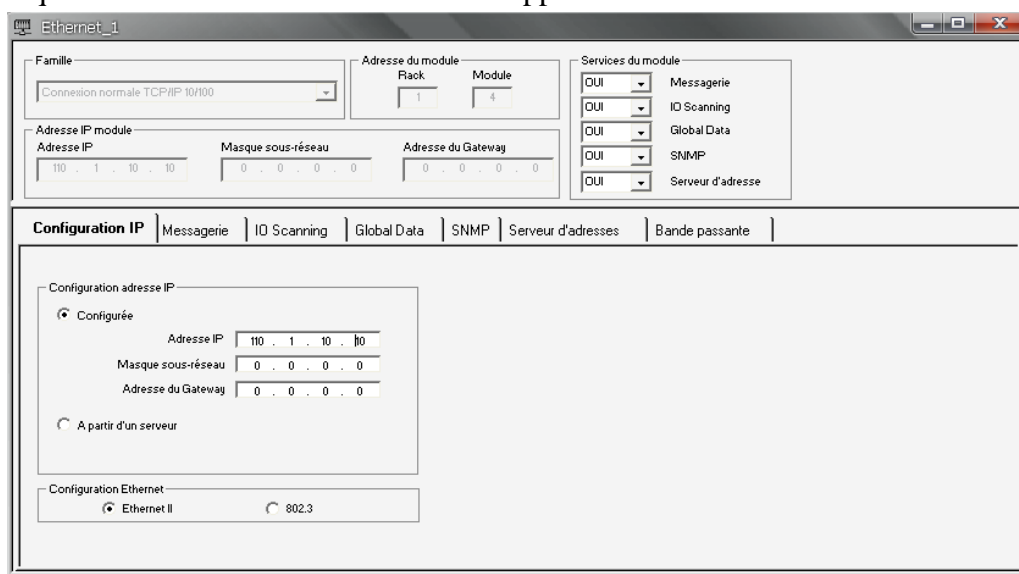 Ethernet_1
Famille
Connexion normale TCP/IP 10/100
Adresse du module
Rack Module
1 4
Services du module
OUI Messagerie
OUI IO Scanning
OUI Global Data
OUI SNMP
OUI Serveur d'adresse
Adresse IP module
Adresse IP Masque sous-réseau Adresse du Gateway
110 . 1 . 10 . 10 0 . 0 . 0 . 0 0 . 0 . 0 . 0
Configuration IP Messagerie IO Scanning Global Data SNMP Serveur d'adresses Bande passante
Configuration adresse IP
Configurée
Adresse IP 110 . 1 . 10 . 10
Masque sous-réseau 0 . 0 . 0 . 0
Adresse du Gateway 0 . 0 . 0 . 0
A partir d'un serveur
Configuration Ethernet
Ethernet II 802.3